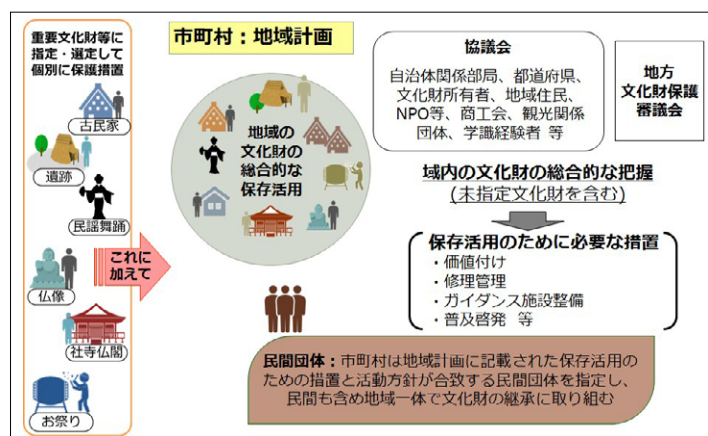 重要文化財等に
指定・選定して
個別に保護措置
古民家
遺跡
民謡舞踊
仏像
社寺仏閣
お祭り
これに
加えて
市町村：地域計画
地域の
文化財の
総合的な
保存活用
協議会
自治体関係部局、都道府県、
文化財所有者、地域住民、
NPO等、商工会、観光関係
団体、学識経験者 等
地方
文化財保護
審議会
域内の文化財の総合的な把握
(未指定文化財を含む)
保存活用のために必要な措置
・価値付け
・修理管理
・ガイダンス施設整備
・普及啓発 等
民間団体：市町村は地域計画に記載された保存活用の
ための措置と活動方針が合致する民間団体を指定し、
民間も含め地域一体で文化財の継承に取り組む